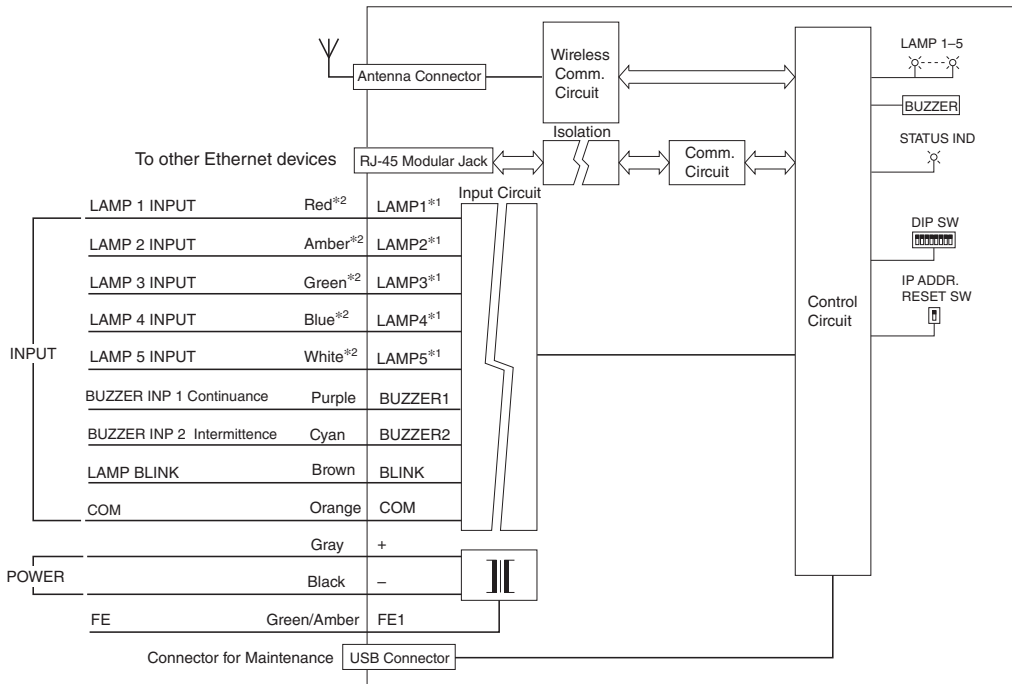 Antenna Connector
Wireless
Comm.
Circuit
LAMP 1–5
BUZZER
STATUS IND
Isolation
To other Ethernet devices
RJ-45 Modular Jack
Comm.
Circuit
Input Circuit
INPUT
LAMP 1 INPUT Red*2 LAMP1*1
LAMP 2 INPUT Amber*2 LAMP2*1
LAMP 3 INPUT Green*2 LAMP3*1
LAMP 4 INPUT Blue*2 LAMP4*1
LAMP 5 INPUT White*2 LAMP5*1
BUZZER INP 1 Continuance Purple BUZZER1
BUZZER INP 2 Intermittence Cyan BUZZER2
LAMP BLINK Brown BLINK
COM Orange COM
DIP SW
IP ADDR.
RESET SW
Control
Circuit
POWER
Gray +
Black –
FE Green/Amber FE1
Connector for Maintenance
USB Connector